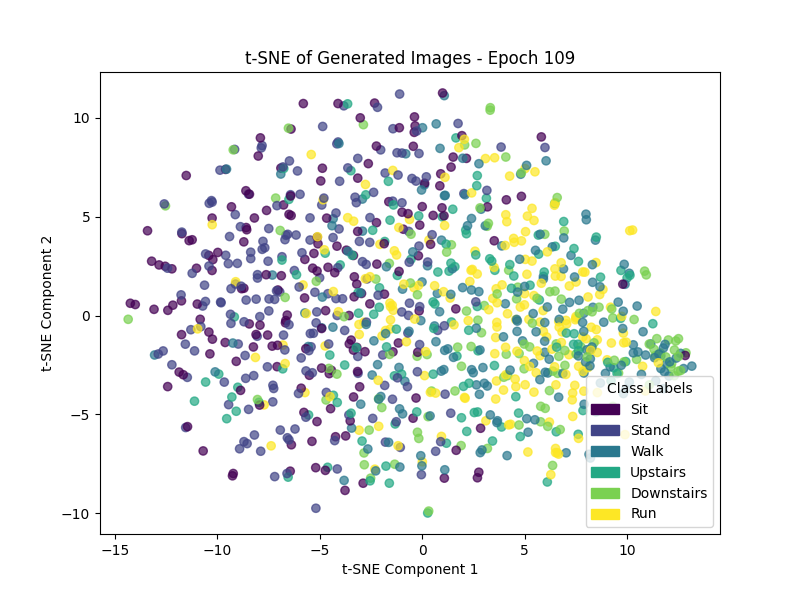 t-SNE of Generated Images - Epoch 109
t-SNE Component 2
10
5
0
−5
−10
−15
−10
−5
0
5
10
t-SNE Component 1
Class Labels
Sit
Stand
Walk
Upstairs
Downstairs
Run